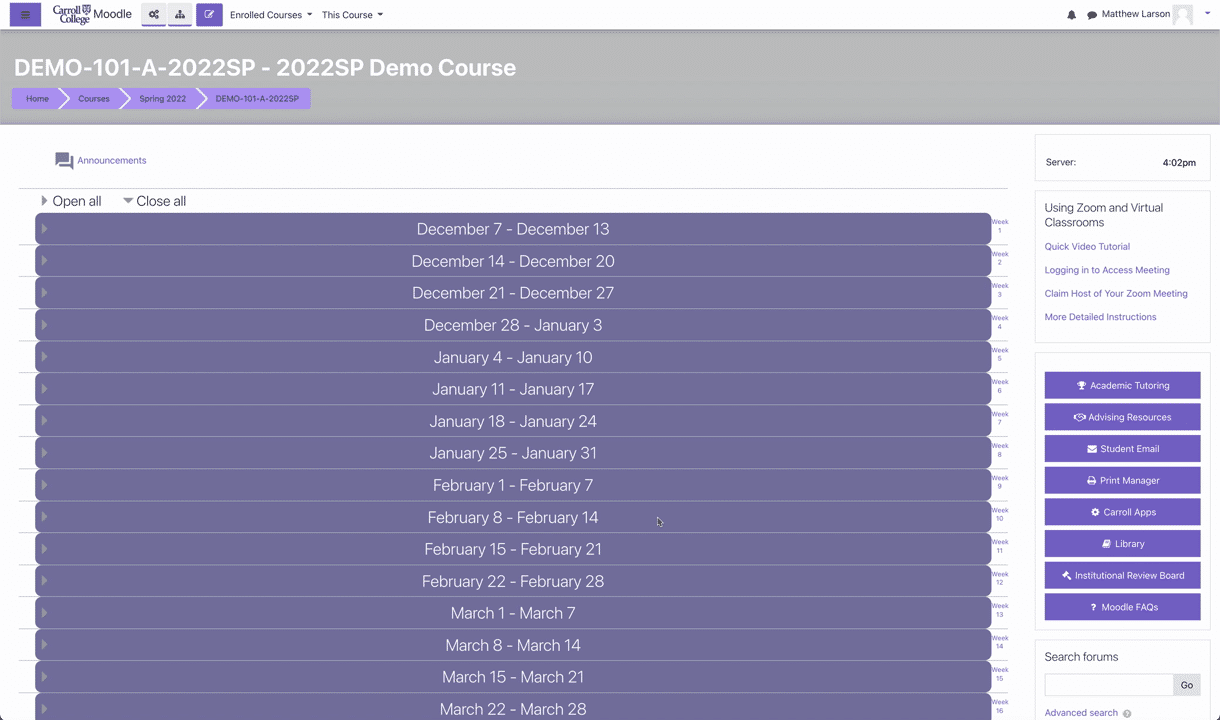 Carroll College Moodle
Enrolled Courses
This Course
Matthew Larson
DEMO-101-A-2022SP - 2022SP Demo Course
Home
Courses
Spring 2022
DEMO-101-A-2022SP
Announcements
Open all
Close all
December 7 - December 13
Week 1
December 14 - December 20
Week 2
December 21 - December 27
Week 3
December 28 - January 3
Week 4
January 4 - January 10
Week 5
January 11 - January 17
Week 6
January 18 - January 24
Week 7
January 25 - January 31
Week 8
February 1 - February 7
Week 9
February 8 - February 14
Week 10
February 15 - February 21
Week 11
February 22 - February 28
Week 12
March 1 - March 7
Week 13
March 8 - March 14
Week 14
March 15 - March 21
Week 15
March 22 - March 28
Week 16
Server: 4:02pm
Using Zoom and Virtual
Classrooms
Quick Video Tutorial
Logging in to Access Meeting
Claim Host of Your Zoom Meeting
More Detailed Instructions
Academic Tutoring
Advising Resources
Student Email
Print Manager
Carroll Apps
Library
Institutional Review Board
? Moodle FAQs
Search forums
Go
Advanced search ?